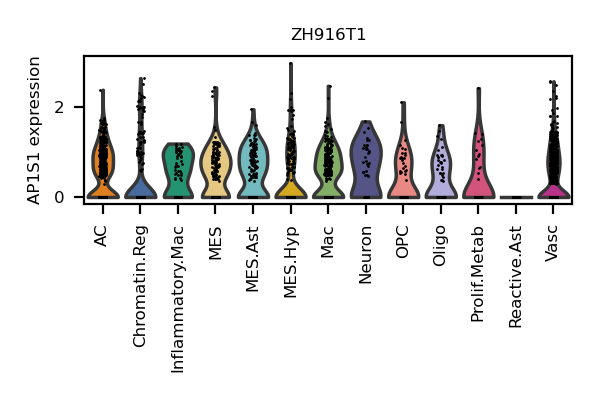 ZH916T1
AP1S1 expression
2
0
AC
Chromatin.Reg
Inflammatory.Mac
MES
MES.Ast
MES.Hyp
Mac
Neuron
OPC
Oligo
Prolif.Metab
Reactive.Ast
Vasc